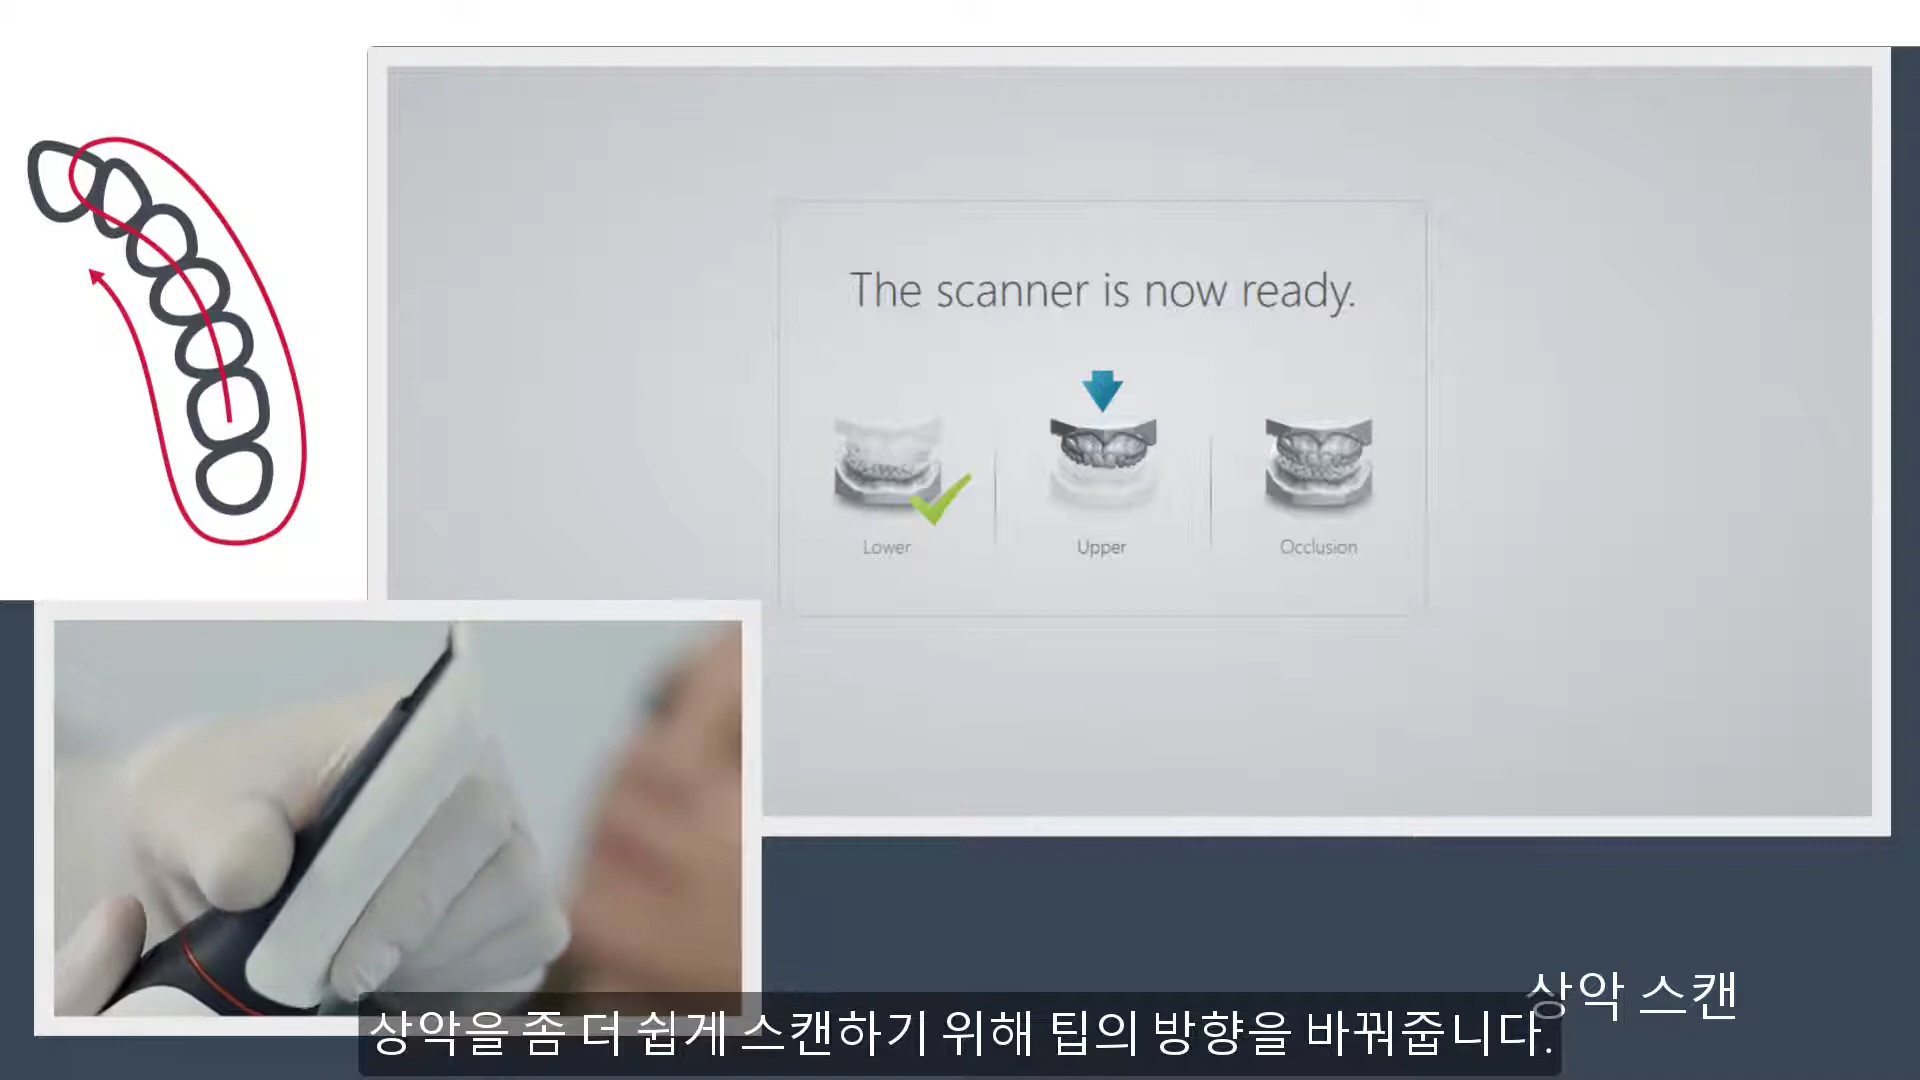 The scanner is now ready.
Lower
Upper
Occlusion
상악 스캔
상악을 좀 더 쉽게 스캔하기 위해 팁의 방향을 바꿔줍니다.